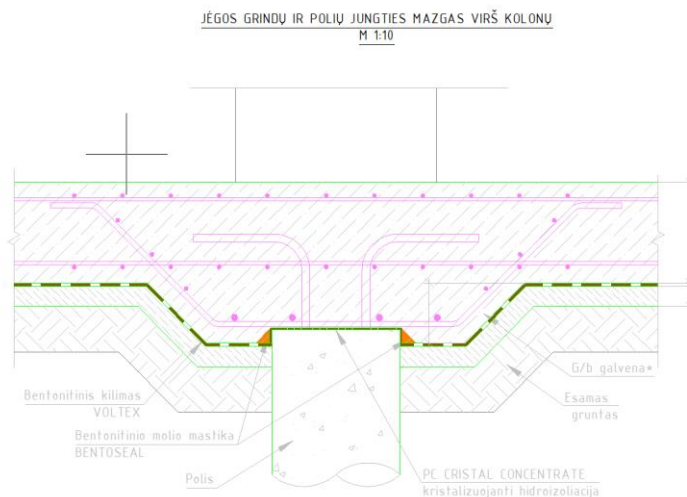 JĖGOS GRINDŲ IR POLIŲ JUNGTIES MAZGAS VIRŠ KOLONŲ
M 1:10
G/b galvena*
Bentonitinis kilimas
VOLTEX
Esamas
gruntas
Bentonitinio molio mastika
BENTOSEAL
Polis
PC CRISTAL CONCENTRATE
kristalizuojanti hidroizoliacija